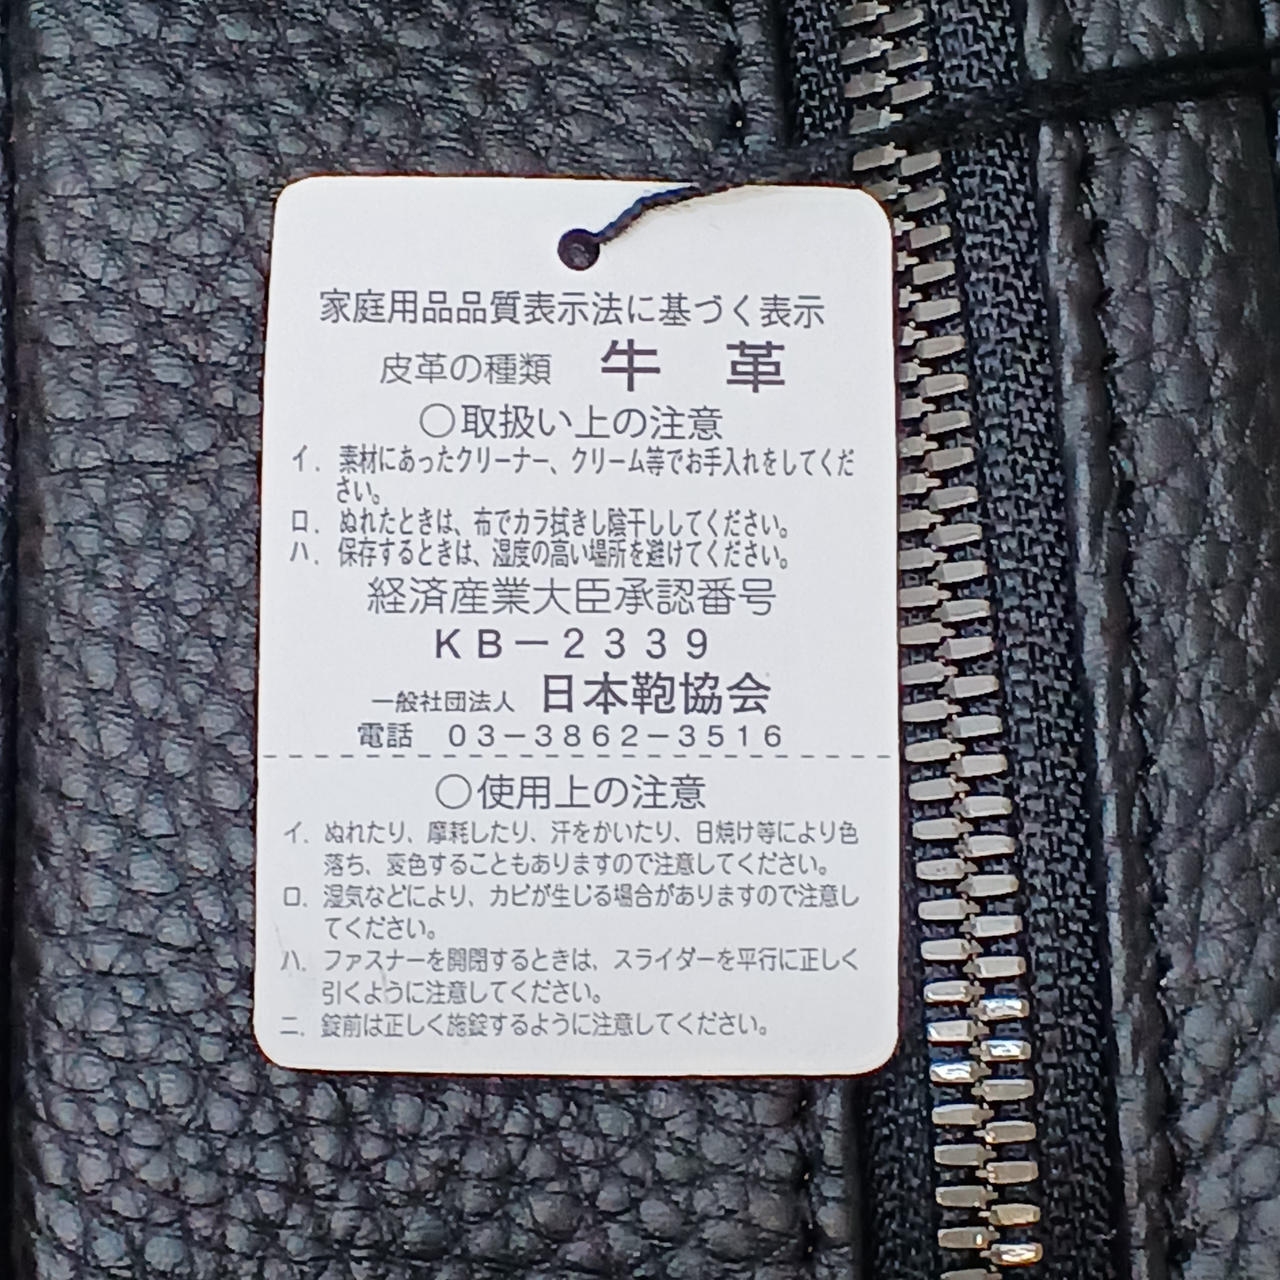 家庭用品品質表示法に基づく表示
皮革の種類 牛 革
○取扱い上の注意
イ．素材にあったクリーナー、クリーム等でお手入れをしてくだ
さい。
ロ．ぬれたときは、布でカラ拭きし陰干ししてください。
ハ．保存するときは、湿度の高い場所を避けてください。
経済産業大臣承認番号
ＫＢ－２３３９
一般社団法人 日本鞄協会
電話 ０３－３８６２－３５１６
○使用上の注意
イ．ぬれたり、摩耗したり、汗をかいたり、日焼け等により色
落ち、変色することもありますので注意してください。
ロ．湿気などにより、カビが生じる場合がありますので注意し
てください。
ハ．ファスナーを開閉するときは、スライダーを平行に正しく
引くように注意してください。
ニ．錠前は正しく施錠するように注意してください。